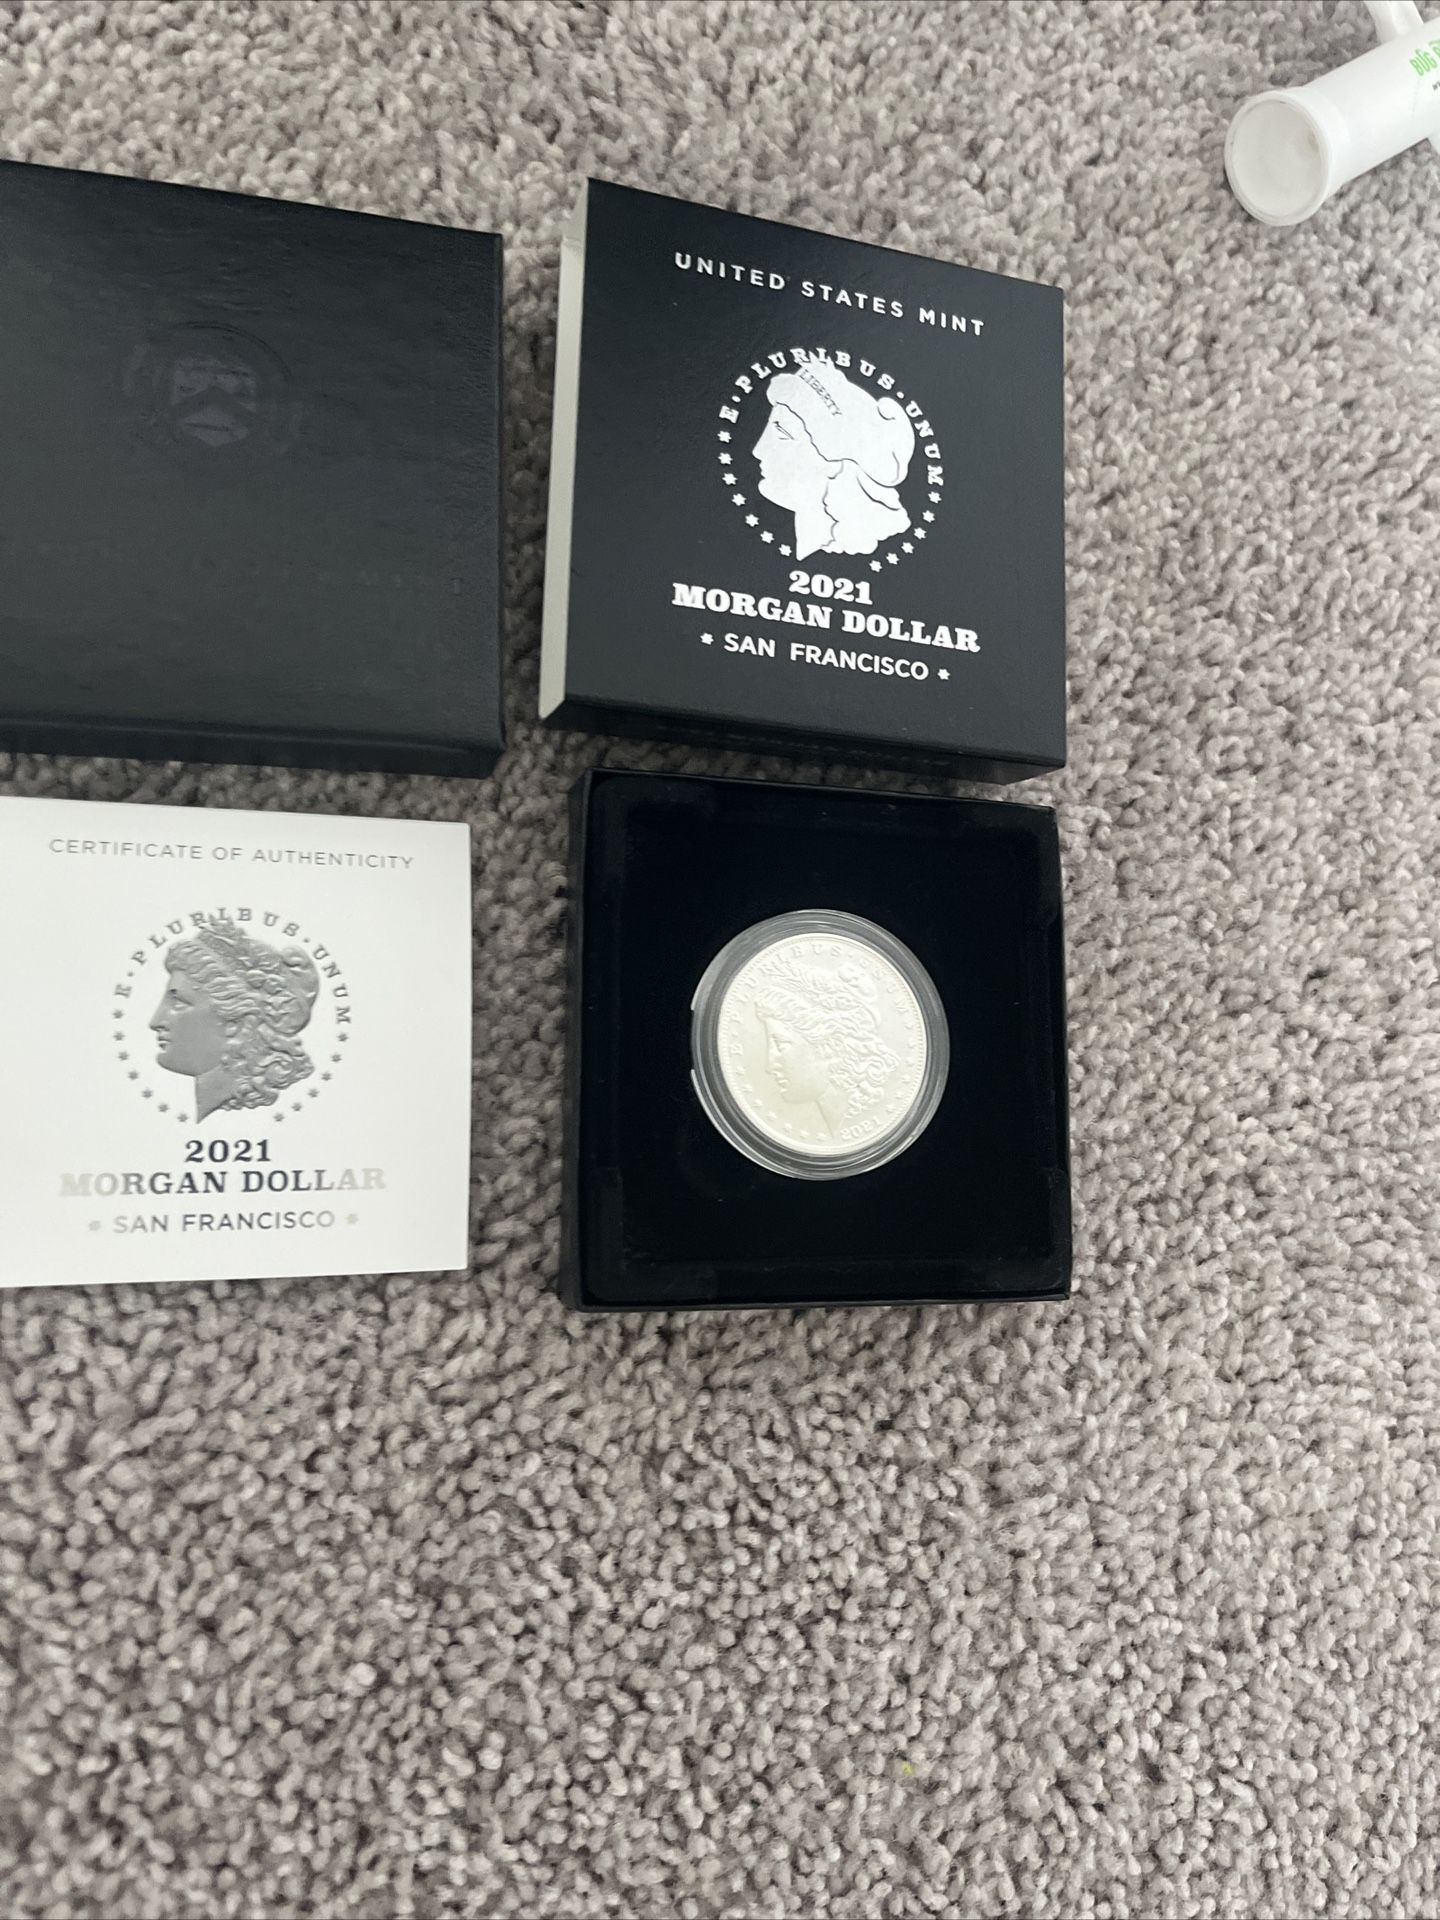 BUG
UNITED STATES MINT
E·PLURIBUS·UNUM
LIBERTY
2021
MORGAN DOLLAR
* SAN FRANCISCO *
CERTIFICATE OF AUTHENTICITY
E·PLURIBUS·UNUM
2021
MORGAN DOLLAR
* SAN FRANCISCO *
E·PLURIBUS·UNUM
2021